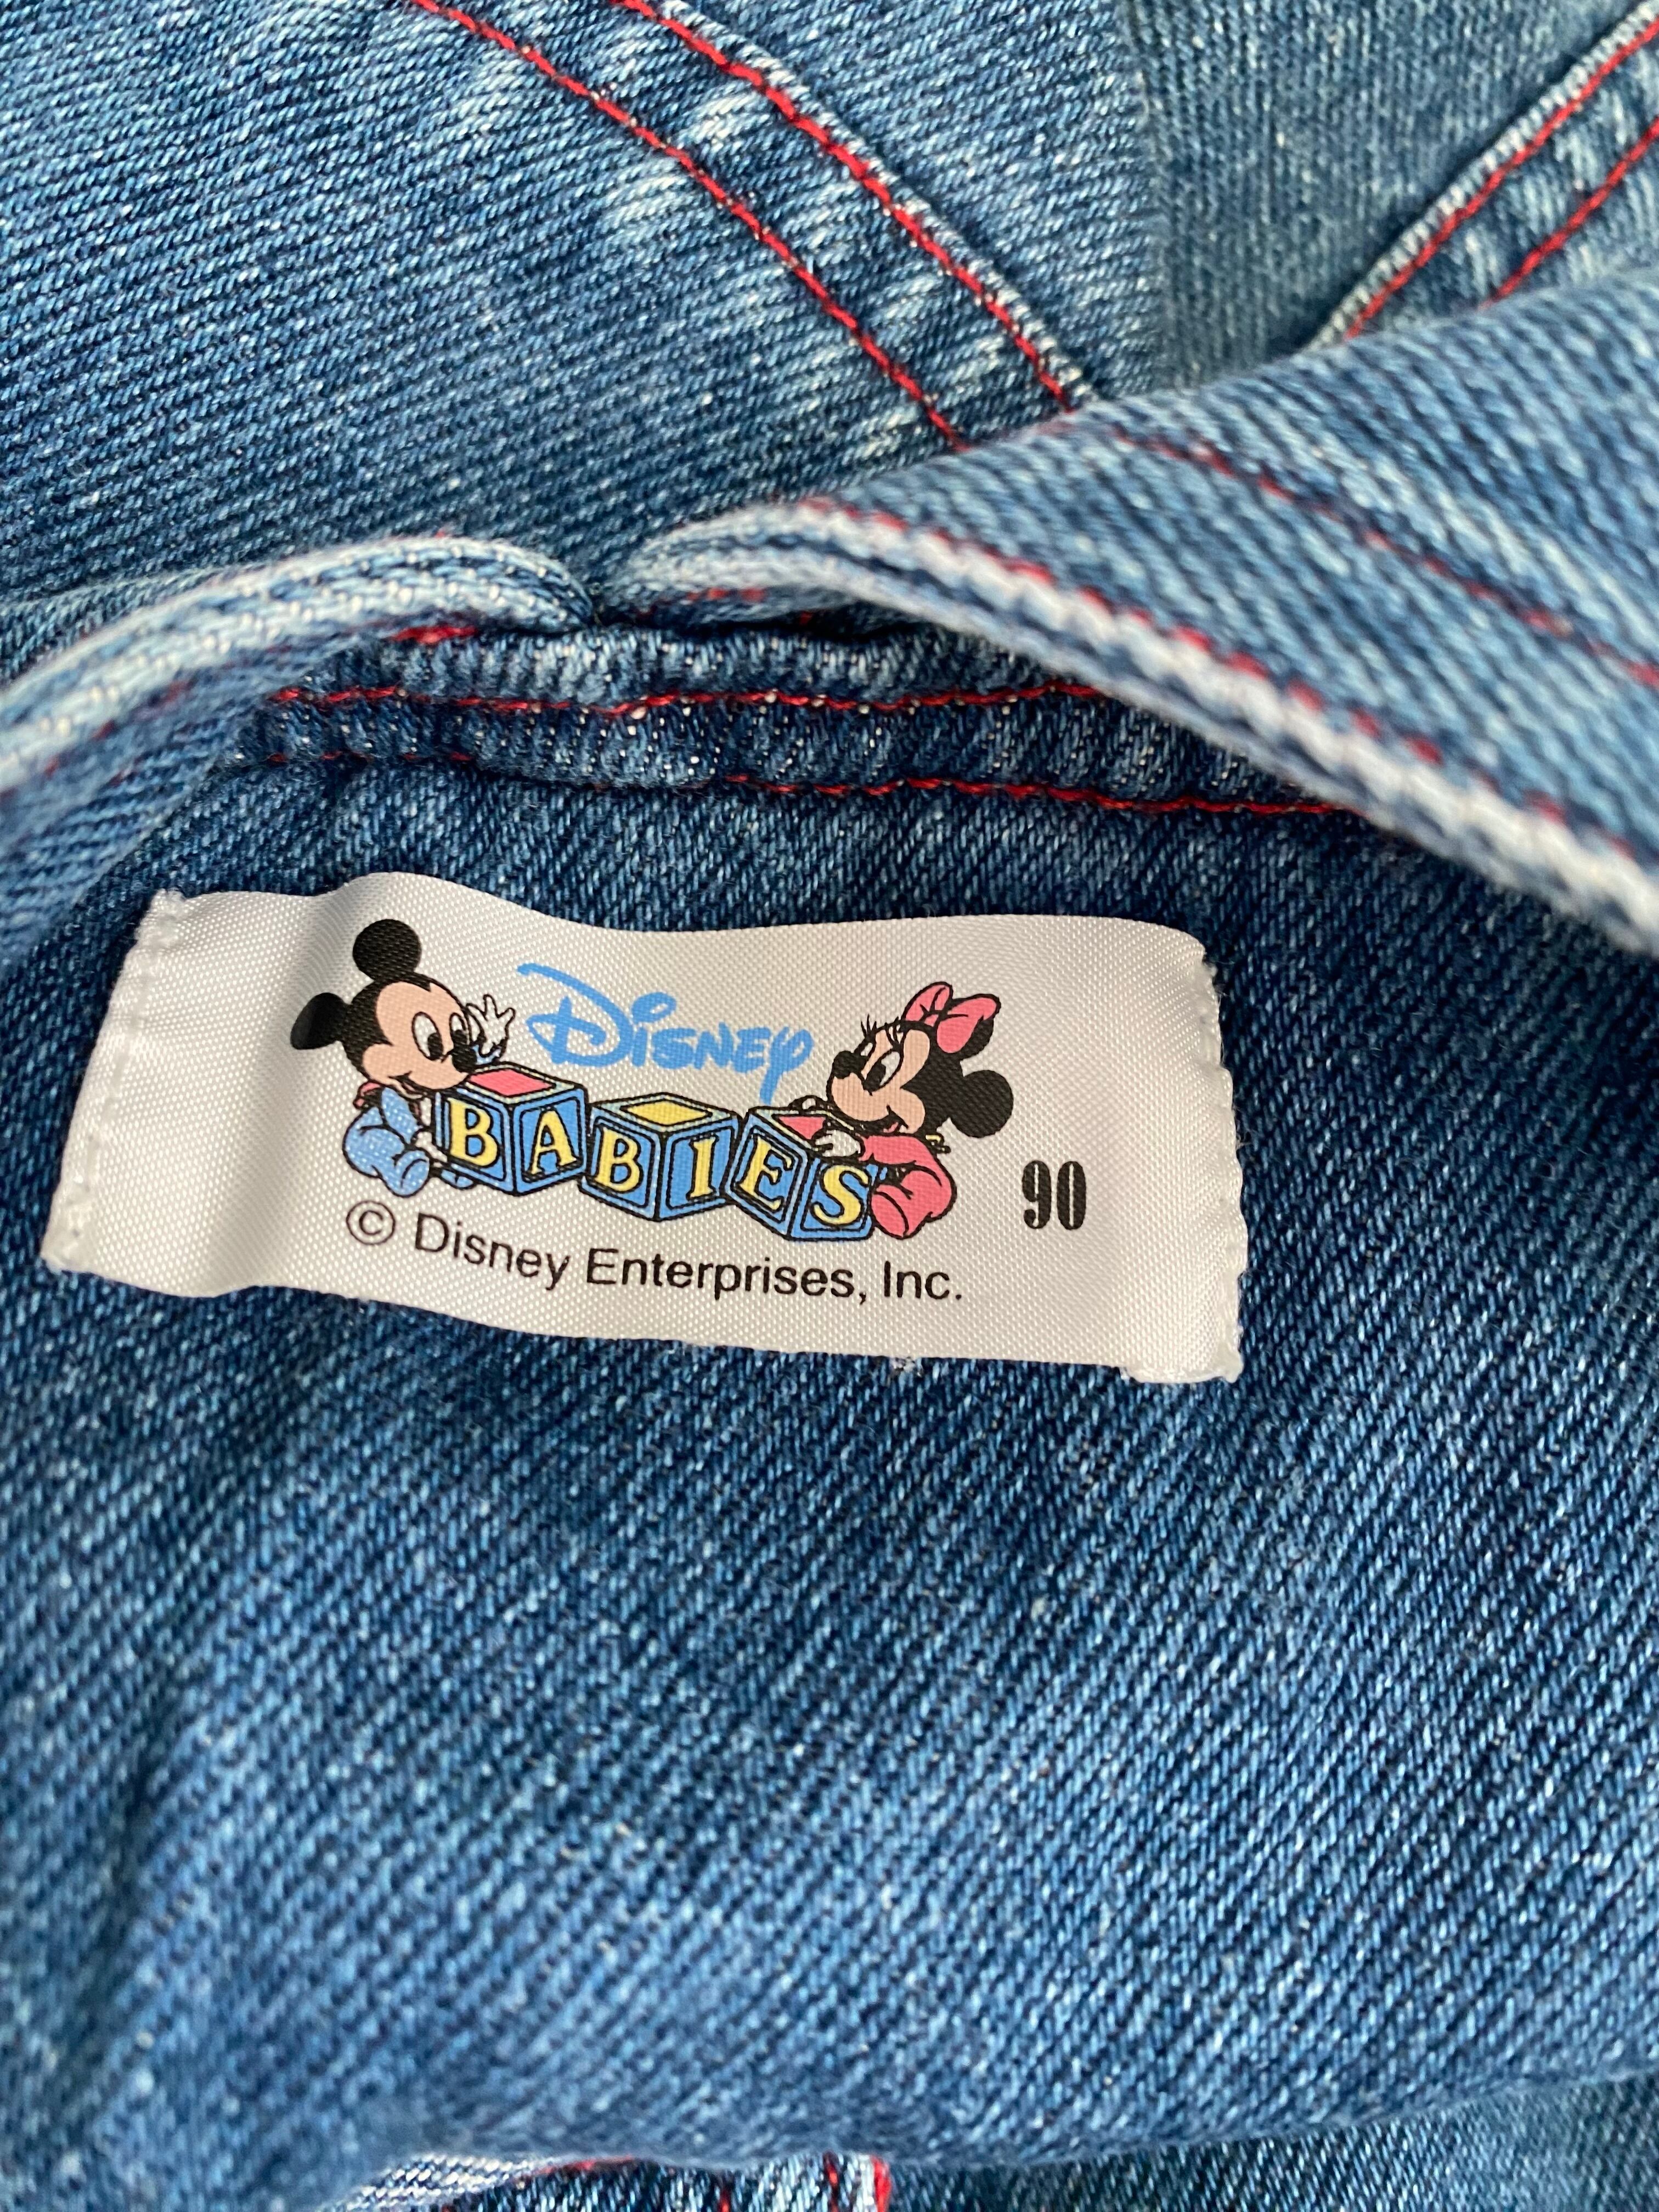 Disney
BABIES
90
© Disney Enterprises, Inc.